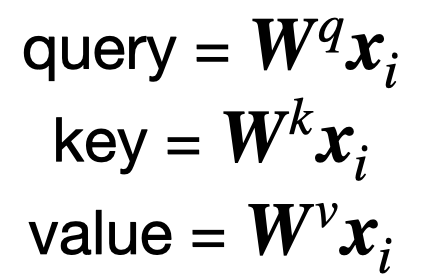 query = W^q x_i
key = W^k x_i
value = W^v x_i